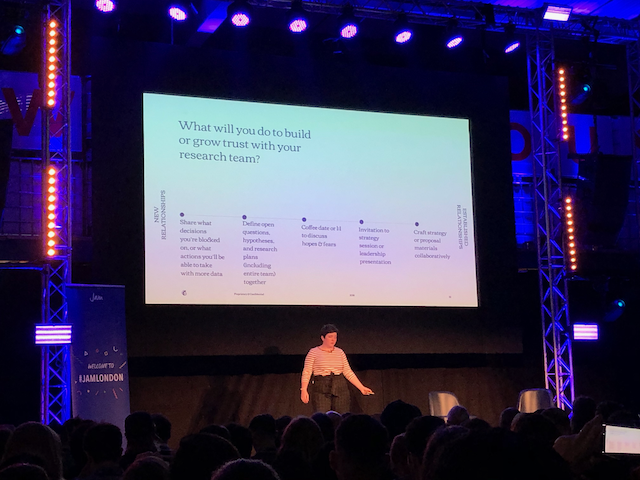 What will you do to build
or grow trust with your
research team?
NEW
RELATIONSHIPS
Share what
decisions
you're blocked
on, or what
actions you'll be
able to take
with more data
Define open
questions,
hypotheses,
and research
plans
(including
entire team)
together
Coffee date or 1:1
to discuss
hopes & fears
Invitation to
strategy
session or
leadership
presentation
Craft strategy
or proposal
materials
collaboratively
ESTABLISHED
RELATIONSHIPS
Jam
WELCOME TO
#JAMLONDON